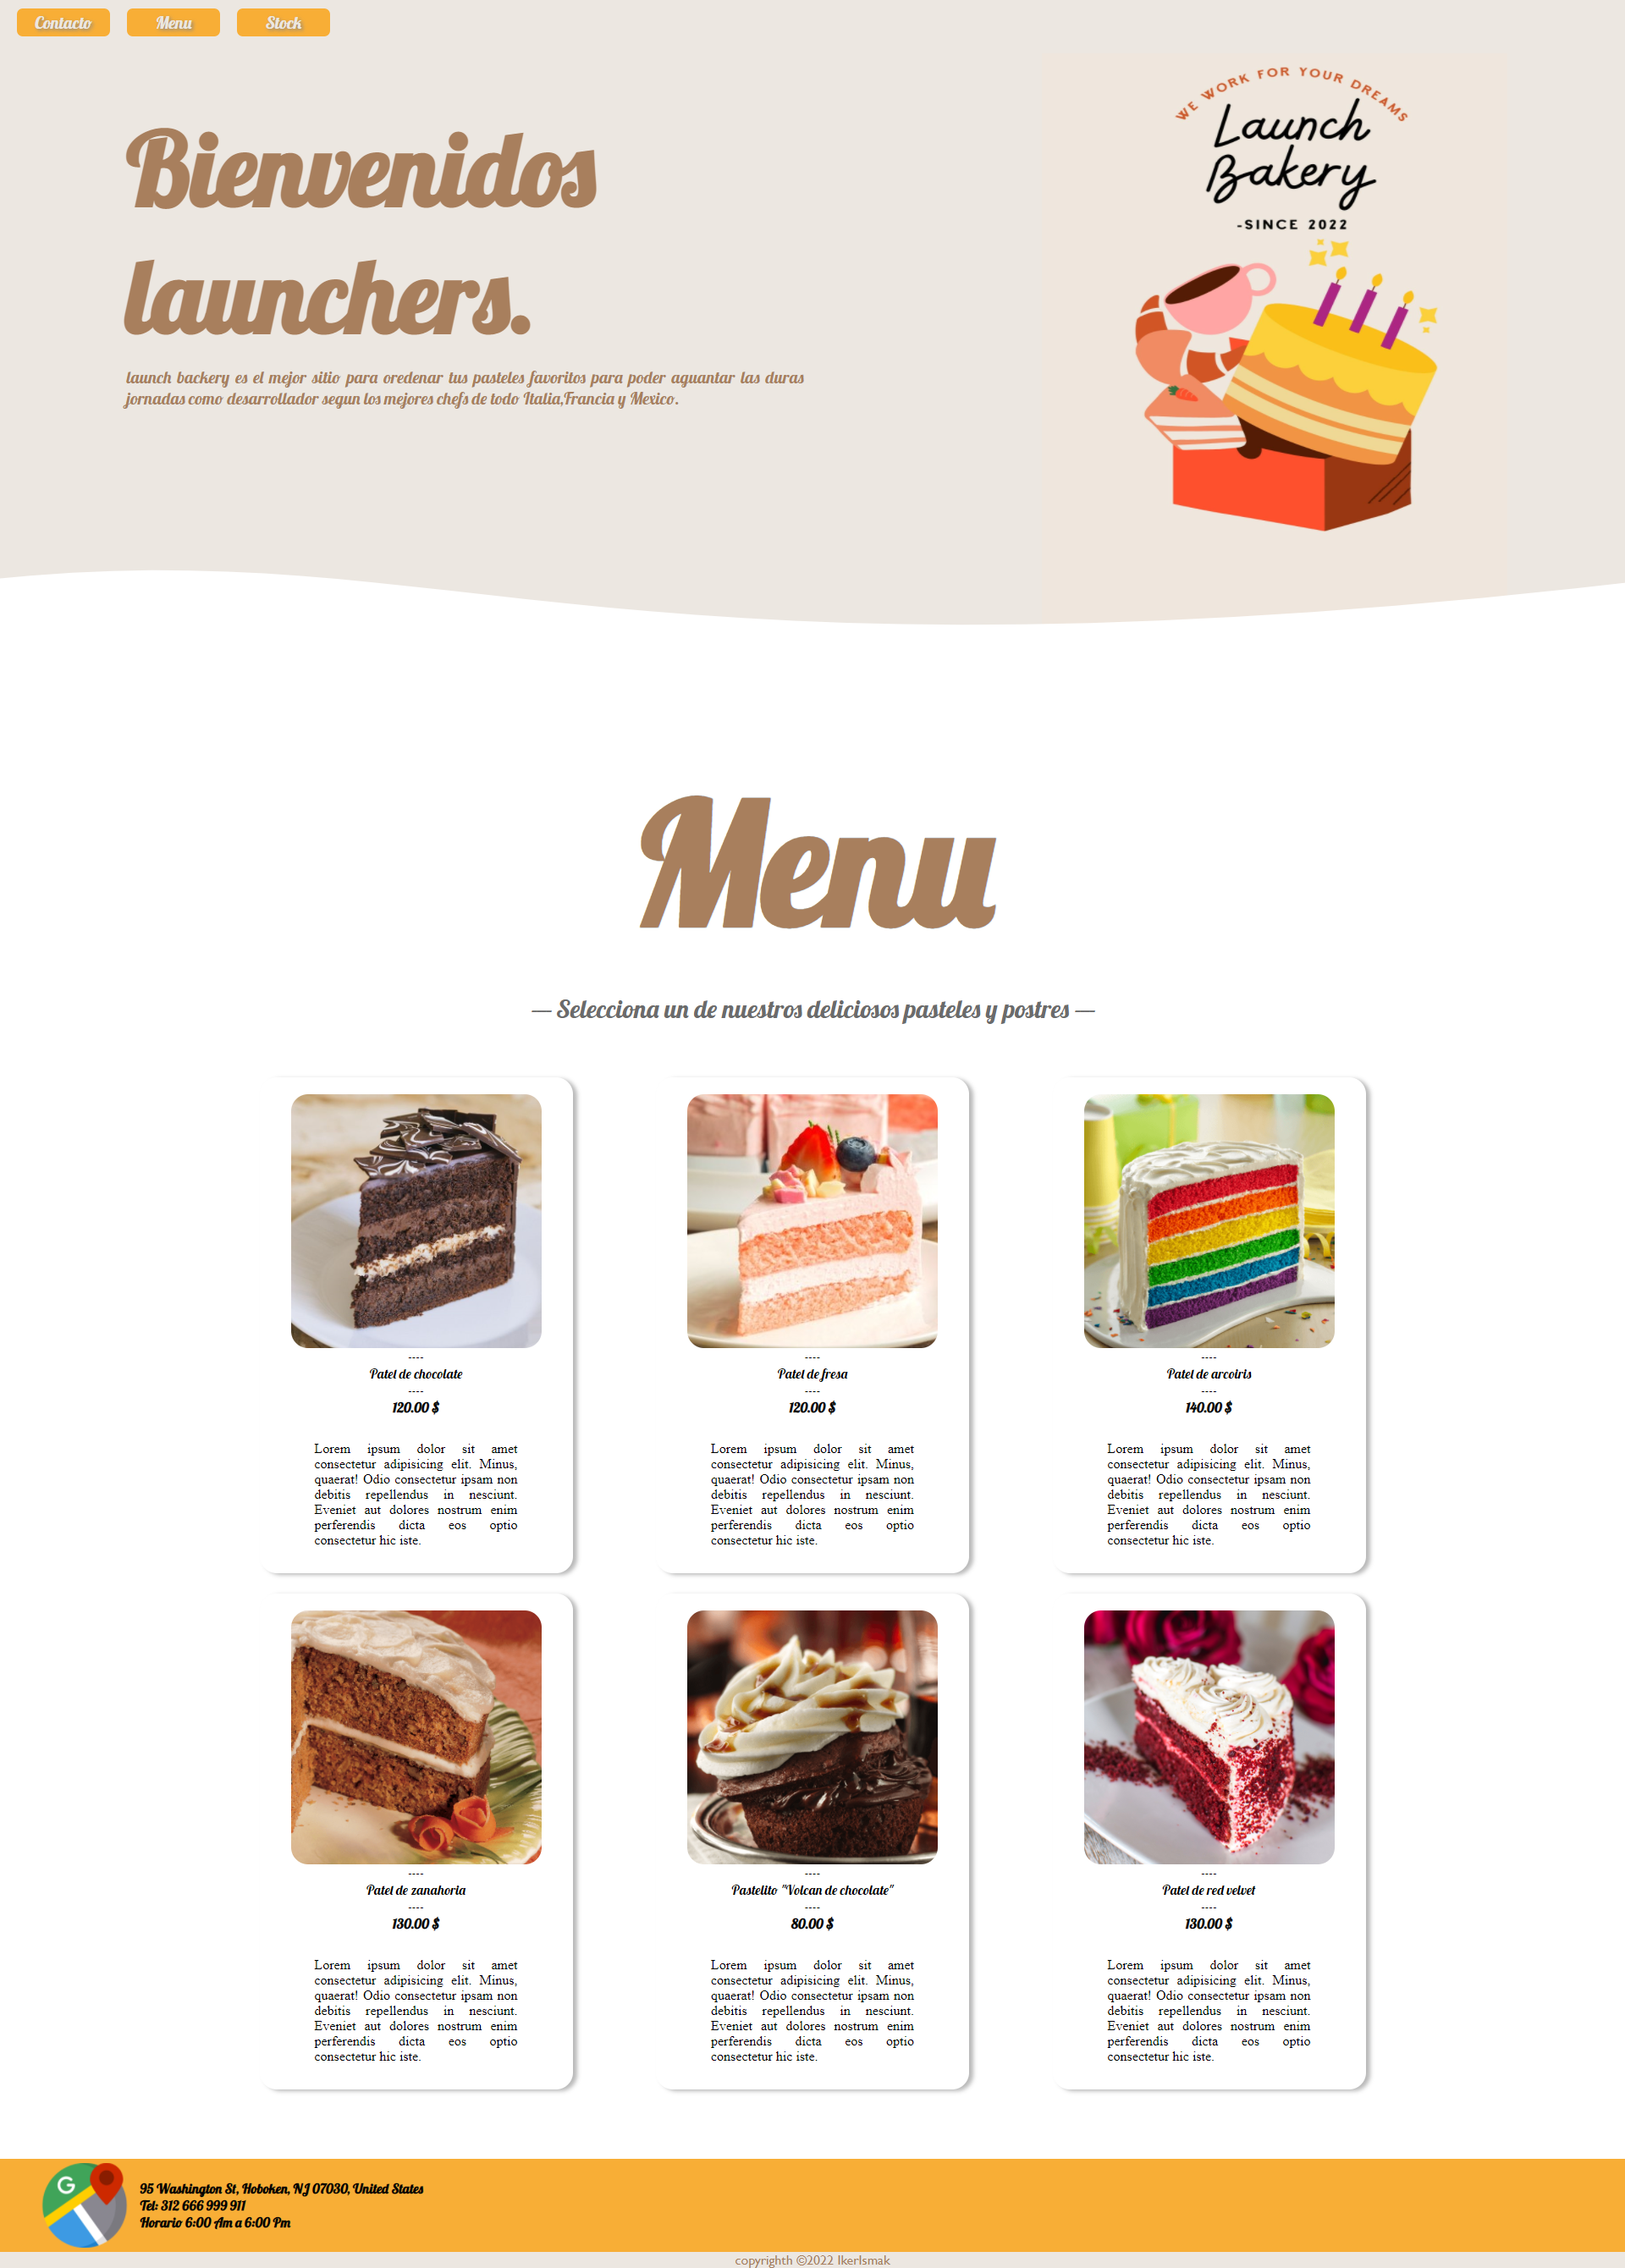 Contacto
Menu
Stock
WE WORK FOR YOUR DREAMS
Launch
Bakery
-SINCE 2022
Bienvenidos
launchers.
launch backery es el mejor sitio para oredenar tus pasteles favoritos para poder aguantar las duras
jornadas como desarrollador segun los mejores chefs de todo Italia,Francia y Mexico.
Menu
— Selecciona un de nuestros deliciosos pasteles y postres —
----
Patel de chocolate
----
120.00 $
Lorem ipsum dolor sit amet
consectetur adipisicing elit. Minus,
quaerat! Odio consectetur ipsam non
debitis repellendus in nesciunt.
Eveniet aut dolores nostrum enim
perferendis dicta eos optio
consectetur hic iste.
----
Patel de fresa
----
120.00 $
Lorem ipsum dolor sit amet
consectetur adipisicing elit. Minus,
quaerat! Odio consectetur ipsam non
debitis repellendus in nesciunt.
Eveniet aut dolores nostrum enim
perferendis dicta eos optio
consectetur hic iste.
----
Patel de arcoiris
----
140.00 $
Lorem ipsum dolor sit amet
consectetur adipisicing elit. Minus,
quaerat! Odio consectetur ipsam non
debitis repellendus in nesciunt.
Eveniet aut dolores nostrum enim
perferendis dicta eos optio
consectetur hic iste.
----
Patel de zanahoria
----
130.00 $
Lorem ipsum dolor sit amet
consectetur adipisicing elit. Minus,
quaerat! Odio consectetur ipsam non
debitis repellendus in nesciunt.
Eveniet aut dolores nostrum enim
perferendis dicta eos optio
consectetur hic iste.
----
Pastelito "Volcan de chocolate"
----
80.00 $
Lorem ipsum dolor sit amet
consectetur adipisicing elit. Minus,
quaerat! Odio consectetur ipsam non
debitis repellendus in nesciunt.
Eveniet aut dolores nostrum enim
perferendis dicta eos optio
consectetur hic iste.
----
Patel de red velvet
----
130.00 $
Lorem ipsum dolor sit amet
consectetur adipisicing elit. Minus,
quaerat! Odio consectetur ipsam non
debitis repellendus in nesciunt.
Eveniet aut dolores nostrum enim
perferendis dicta eos optio
consectetur hic iste.
G
95 Washington St, Hoboken, NJ 07030, United States
Tel: 312 666 999 911
Horario 6:00 Am a 6:00 Pm
copyrighth ©2022 IkerIsmak